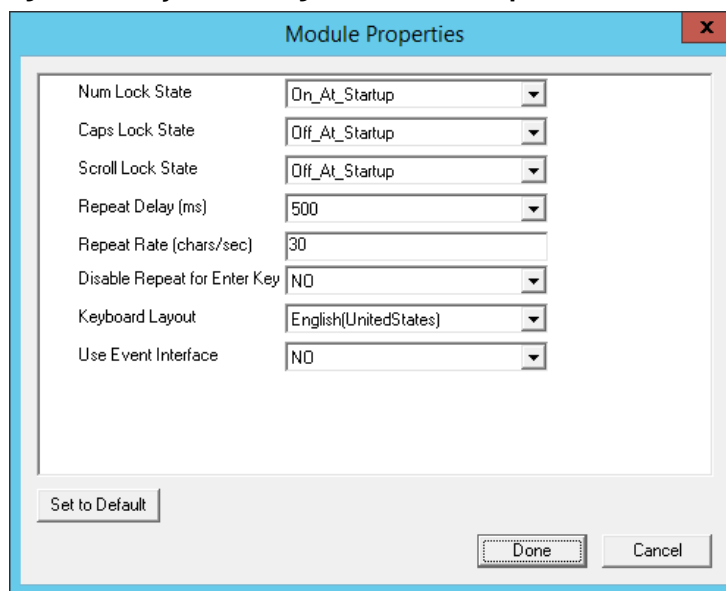 Module Properties
x
Num Lock State On_At_Startup
Caps Lock State Off_At_Startup
Scroll Lock State Off_At_Startup
Repeat Delay (ms) 500
Repeat Rate (chars/sec) 30
Disable Repeat for Enter Key NO
Keyboard Layout English(UnitedStates)
Use Event Interface NO
Set to Default
Done Cancel